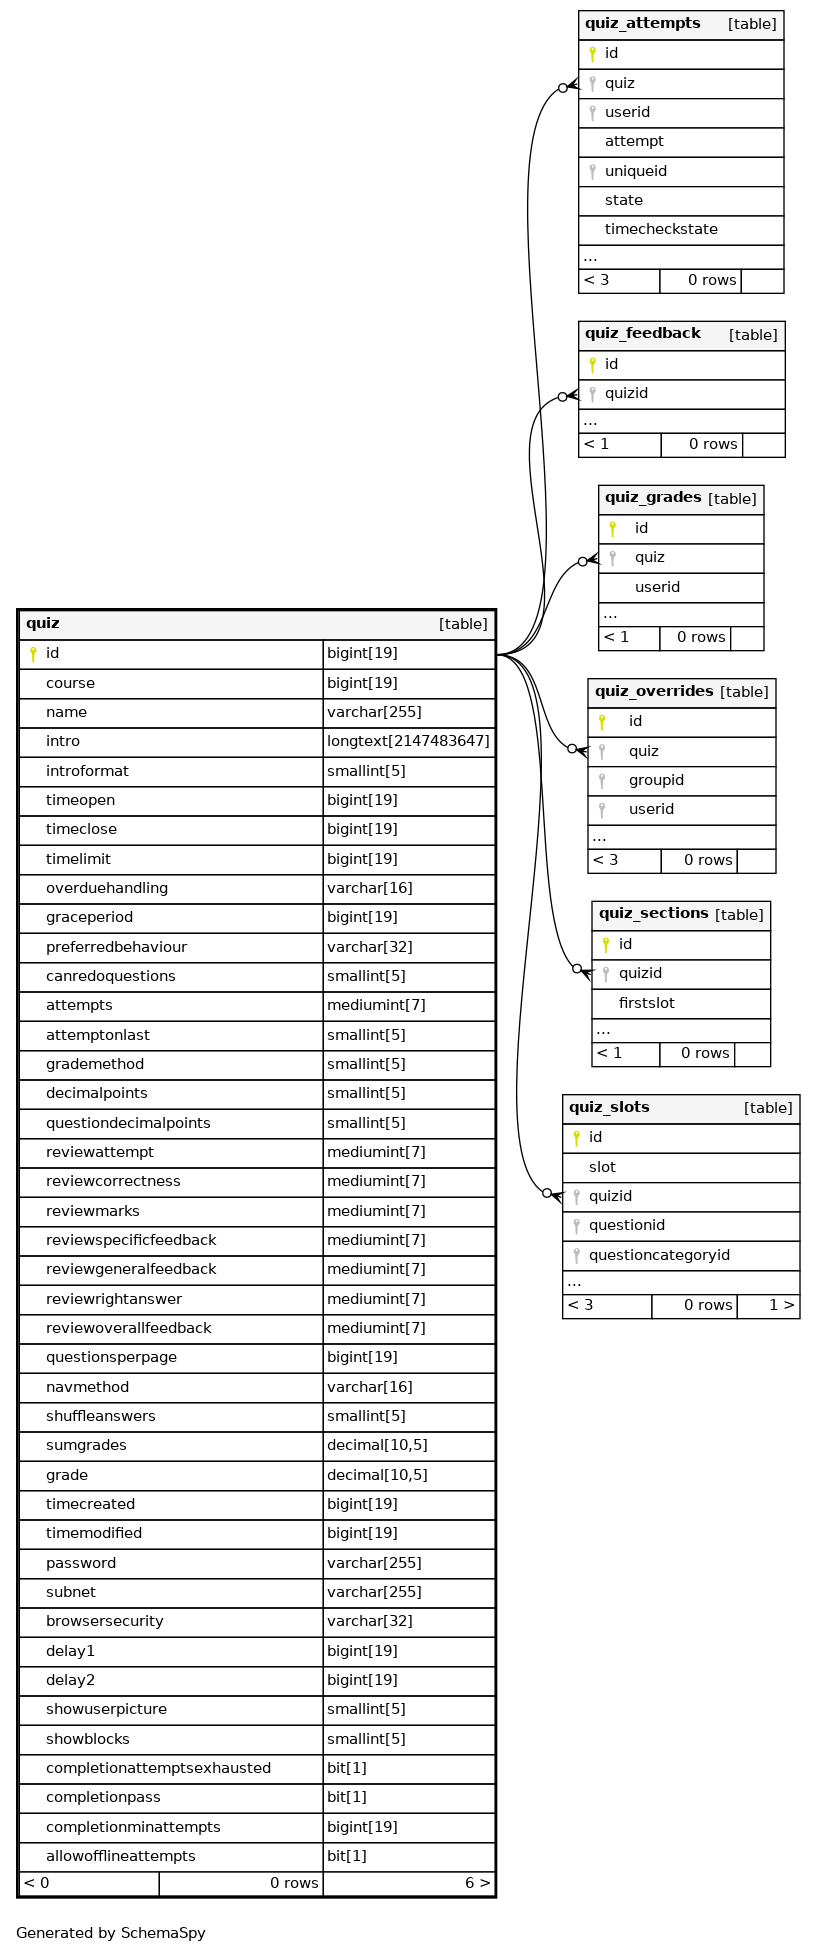 quiz_attempts [table]
id
quiz
userid
attempt
uniqueid
state
timecheckstate
...
< 3 0 rows
quiz_feedback [table]
id
quizid
...
< 1 0 rows
quiz_grades [table]
id
quiz
userid
...
< 1 0 rows
quiz_overrides [table]
id
quiz
groupid
userid
...
< 3 0 rows
quiz_sections [table]
id
quizid
firstslot
...
< 1 0 rows
quiz_slots [table]
id
slot
quizid
questionid
questioncategoryid
...
< 3 0 rows 1 >
quiz [table]
id bigint[19]
course bigint[19]
name varchar[255]
intro longtext[2147483647]
introformat smallint[5]
timeopen bigint[19]
timeclose bigint[19]
timelimit bigint[19]
overduehandling varchar[16]
graceperiod bigint[19]
preferredbehaviour varchar[32]
canredoquestions smallint[5]
attempts mediumint[7]
attemptonlast smallint[5]
grademethod smallint[5]
decimalpoints smallint[5]
questiondecimalpoints smallint[5]
reviewattempt mediumint[7]
reviewcorrectness mediumint[7]
reviewmarks mediumint[7]
reviewspecificfeedback mediumint[7]
reviewgeneralfeedback mediumint[7]
reviewrightanswer mediumint[7]
reviewoverallfeedback mediumint[7]
questionsperpage bigint[19]
navmethod varchar[16]
shuffleanswers smallint[5]
sumgrades decimal[10,5]
grade decimal[10,5]
timecreated bigint[19]
timemodified bigint[19]
password varchar[255]
subnet varchar[255]
browsersecurity varchar[32]
delay1 bigint[19]
delay2 bigint[19]
showuserpicture smallint[5]
showblocks smallint[5]
completionattemptsexhausted bit[1]
completionpass bit[1]
completionminattempts bigint[19]
allowofflineattempts bit[1]
< 0 0 rows 6 >
Generated by SchemaSpy